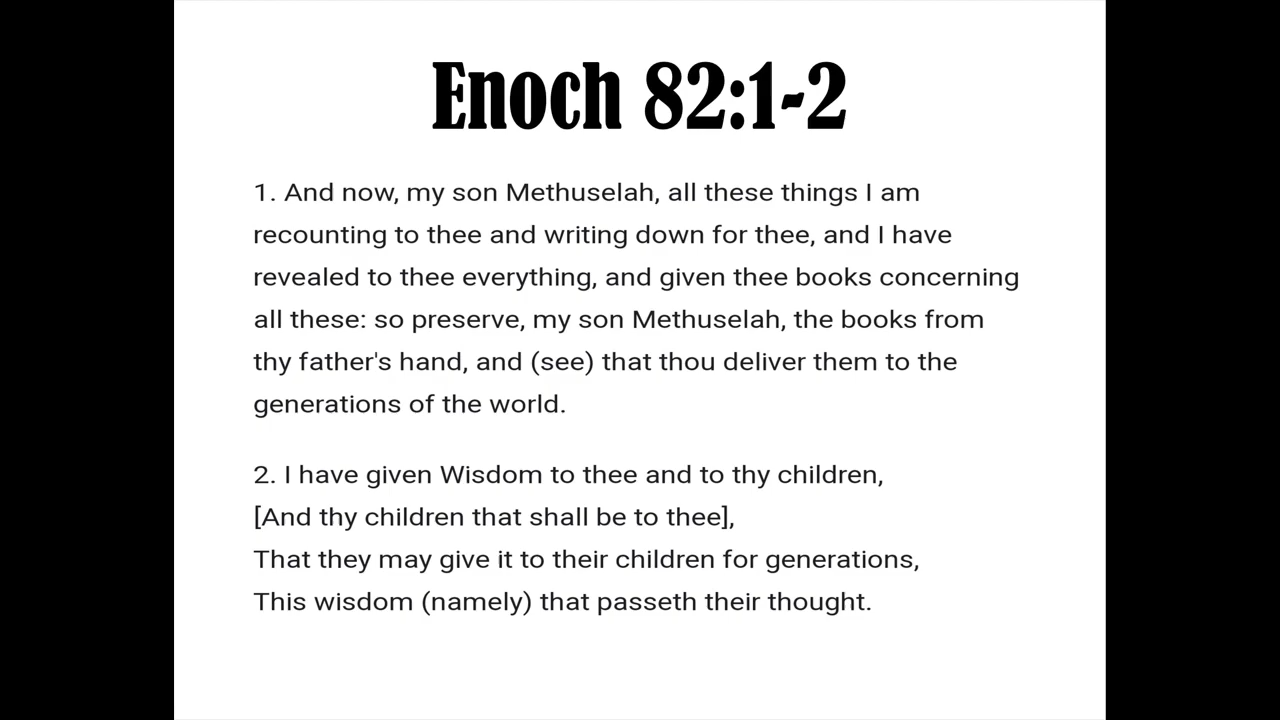 Enoch 82:1-2
1. And now, my son Methuselah, all these things I am
recounting to thee and writing down for thee, and I have
revealed to thee everything, and given thee books concerning
all these: so preserve, my son Methuselah, the books from
thy father's hand, and (see) that thou deliver them to the
generations of the world.
2. I have given Wisdom to thee and to thy children,
[And thy children that shall be to thee],
That they may give it to their children for generations,
This wisdom (namely) that passeth their thought.